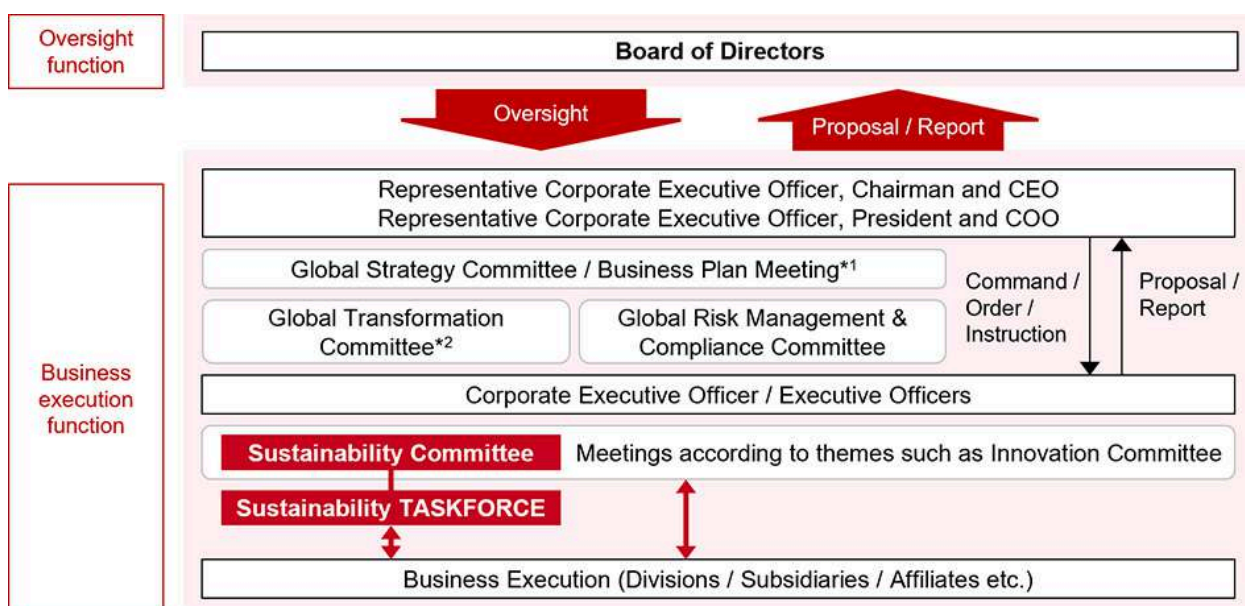 Oversight
function
Board of Directors
Oversight
Proposal / Report
Business
execution
function
Representative Corporate Executive Officer, Chairman and CEO
Representative Corporate Executive Officer, President and COO
Global Strategy Committee / Business Plan Meeting*1
Global Transformation
Committee*2
Global Risk Management &
Compliance Committee
Command /
Order /
Instruction
Proposal /
Report
Corporate Executive Officer / Executive Officers
Sustainability Committee
Meetings according to themes such as Innovation Committee
Sustainability TASKFORCE
Business Execution (Divisions / Subsidiaries / Affiliates etc.)